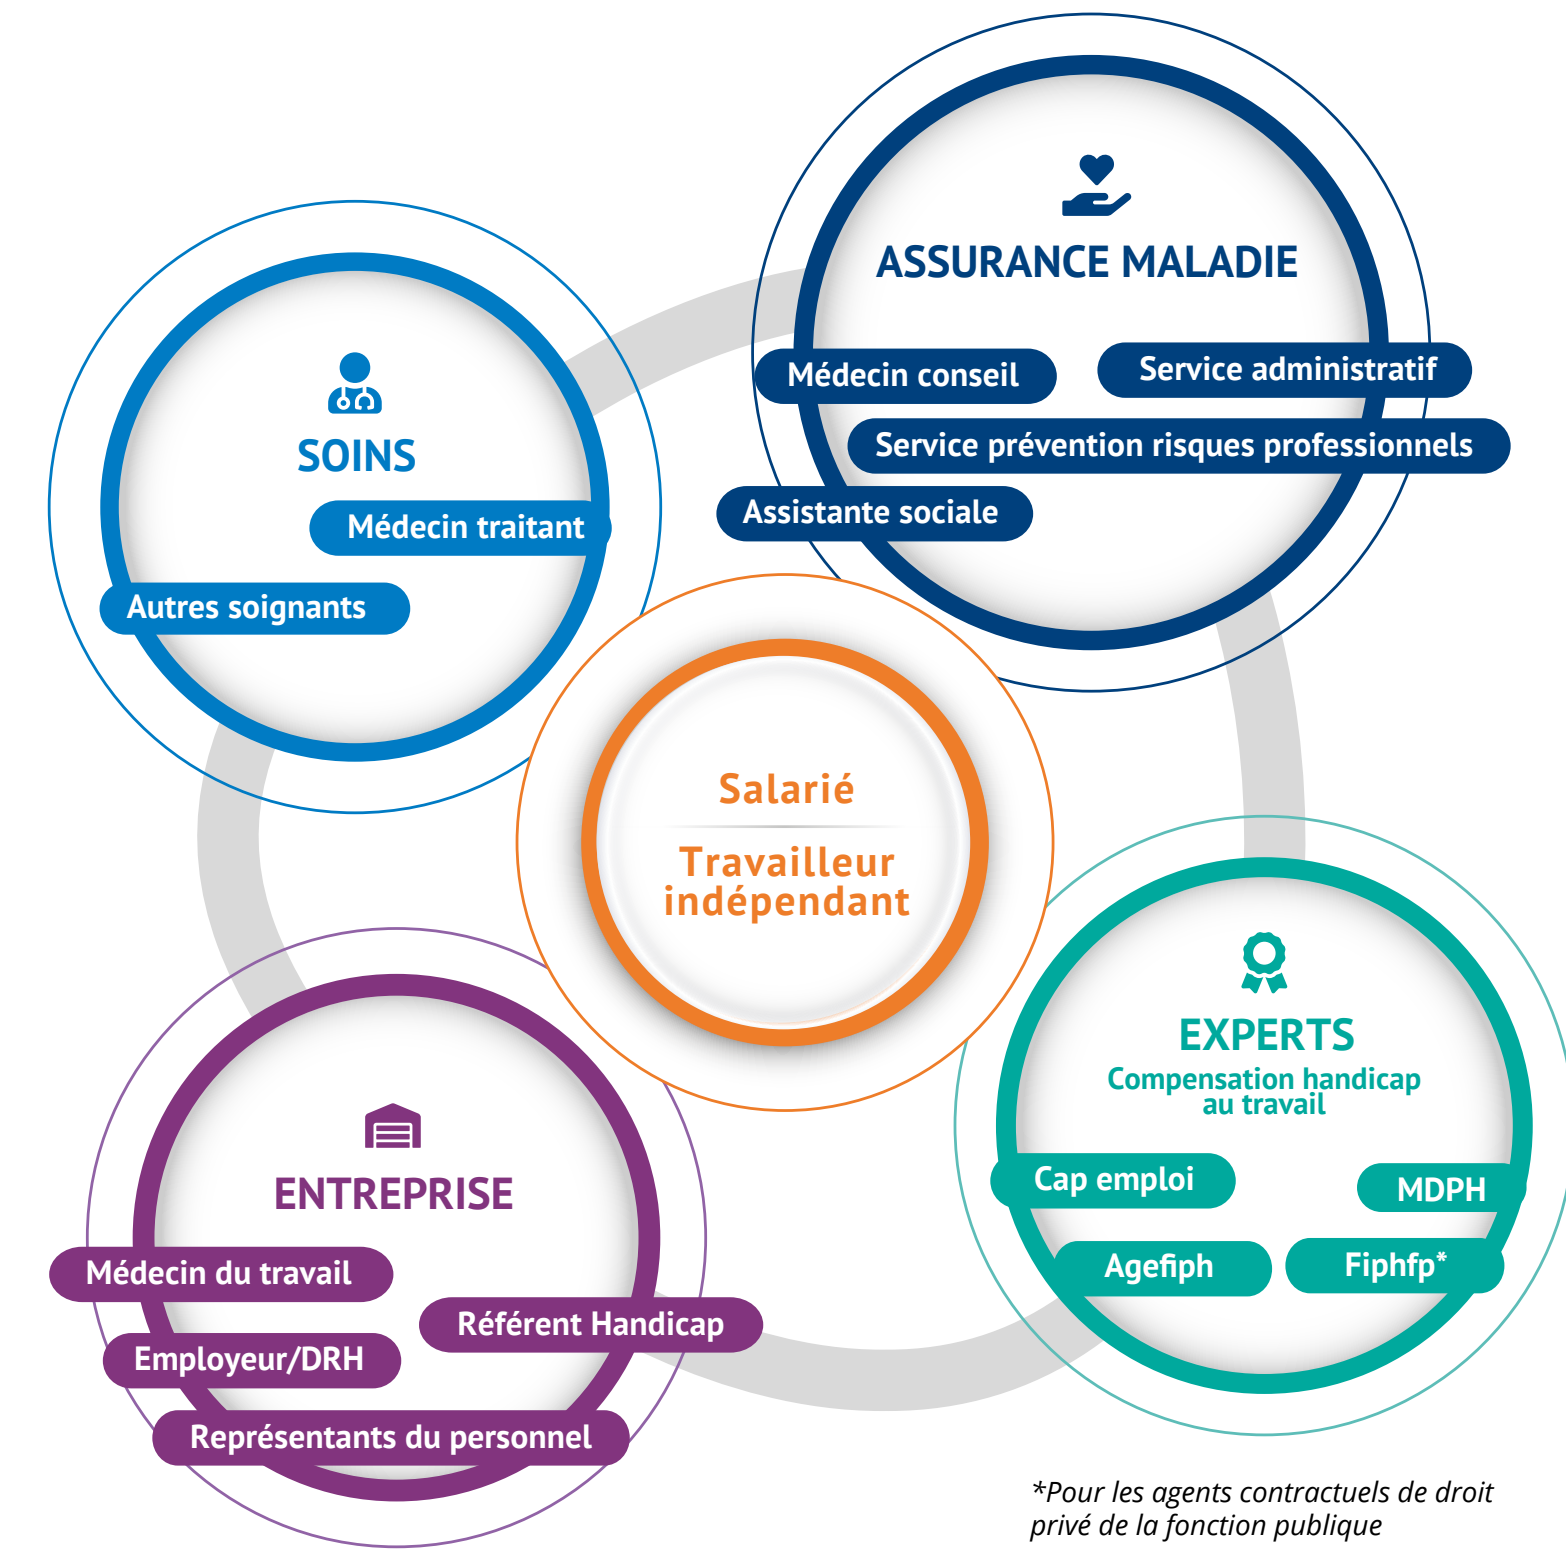 ASSURANCE MALADIE
Médecin conseil
Service administratif
Service prévention risques professionnels
Assistante sociale
SOINS
Médecin traitant
Autres soignants
Salarié
Travailleur
indépendant
EXPERTS
Compensation handicap
au travail
Cap emploi
MDPH
Agefiph
Fiphfp*
ENTREPRISE
Médecin du travail
Référent Handicap
Employeur/DRH
Représentants du personnel
*Pour les agents contractuels de droit
privé de la fonction publique